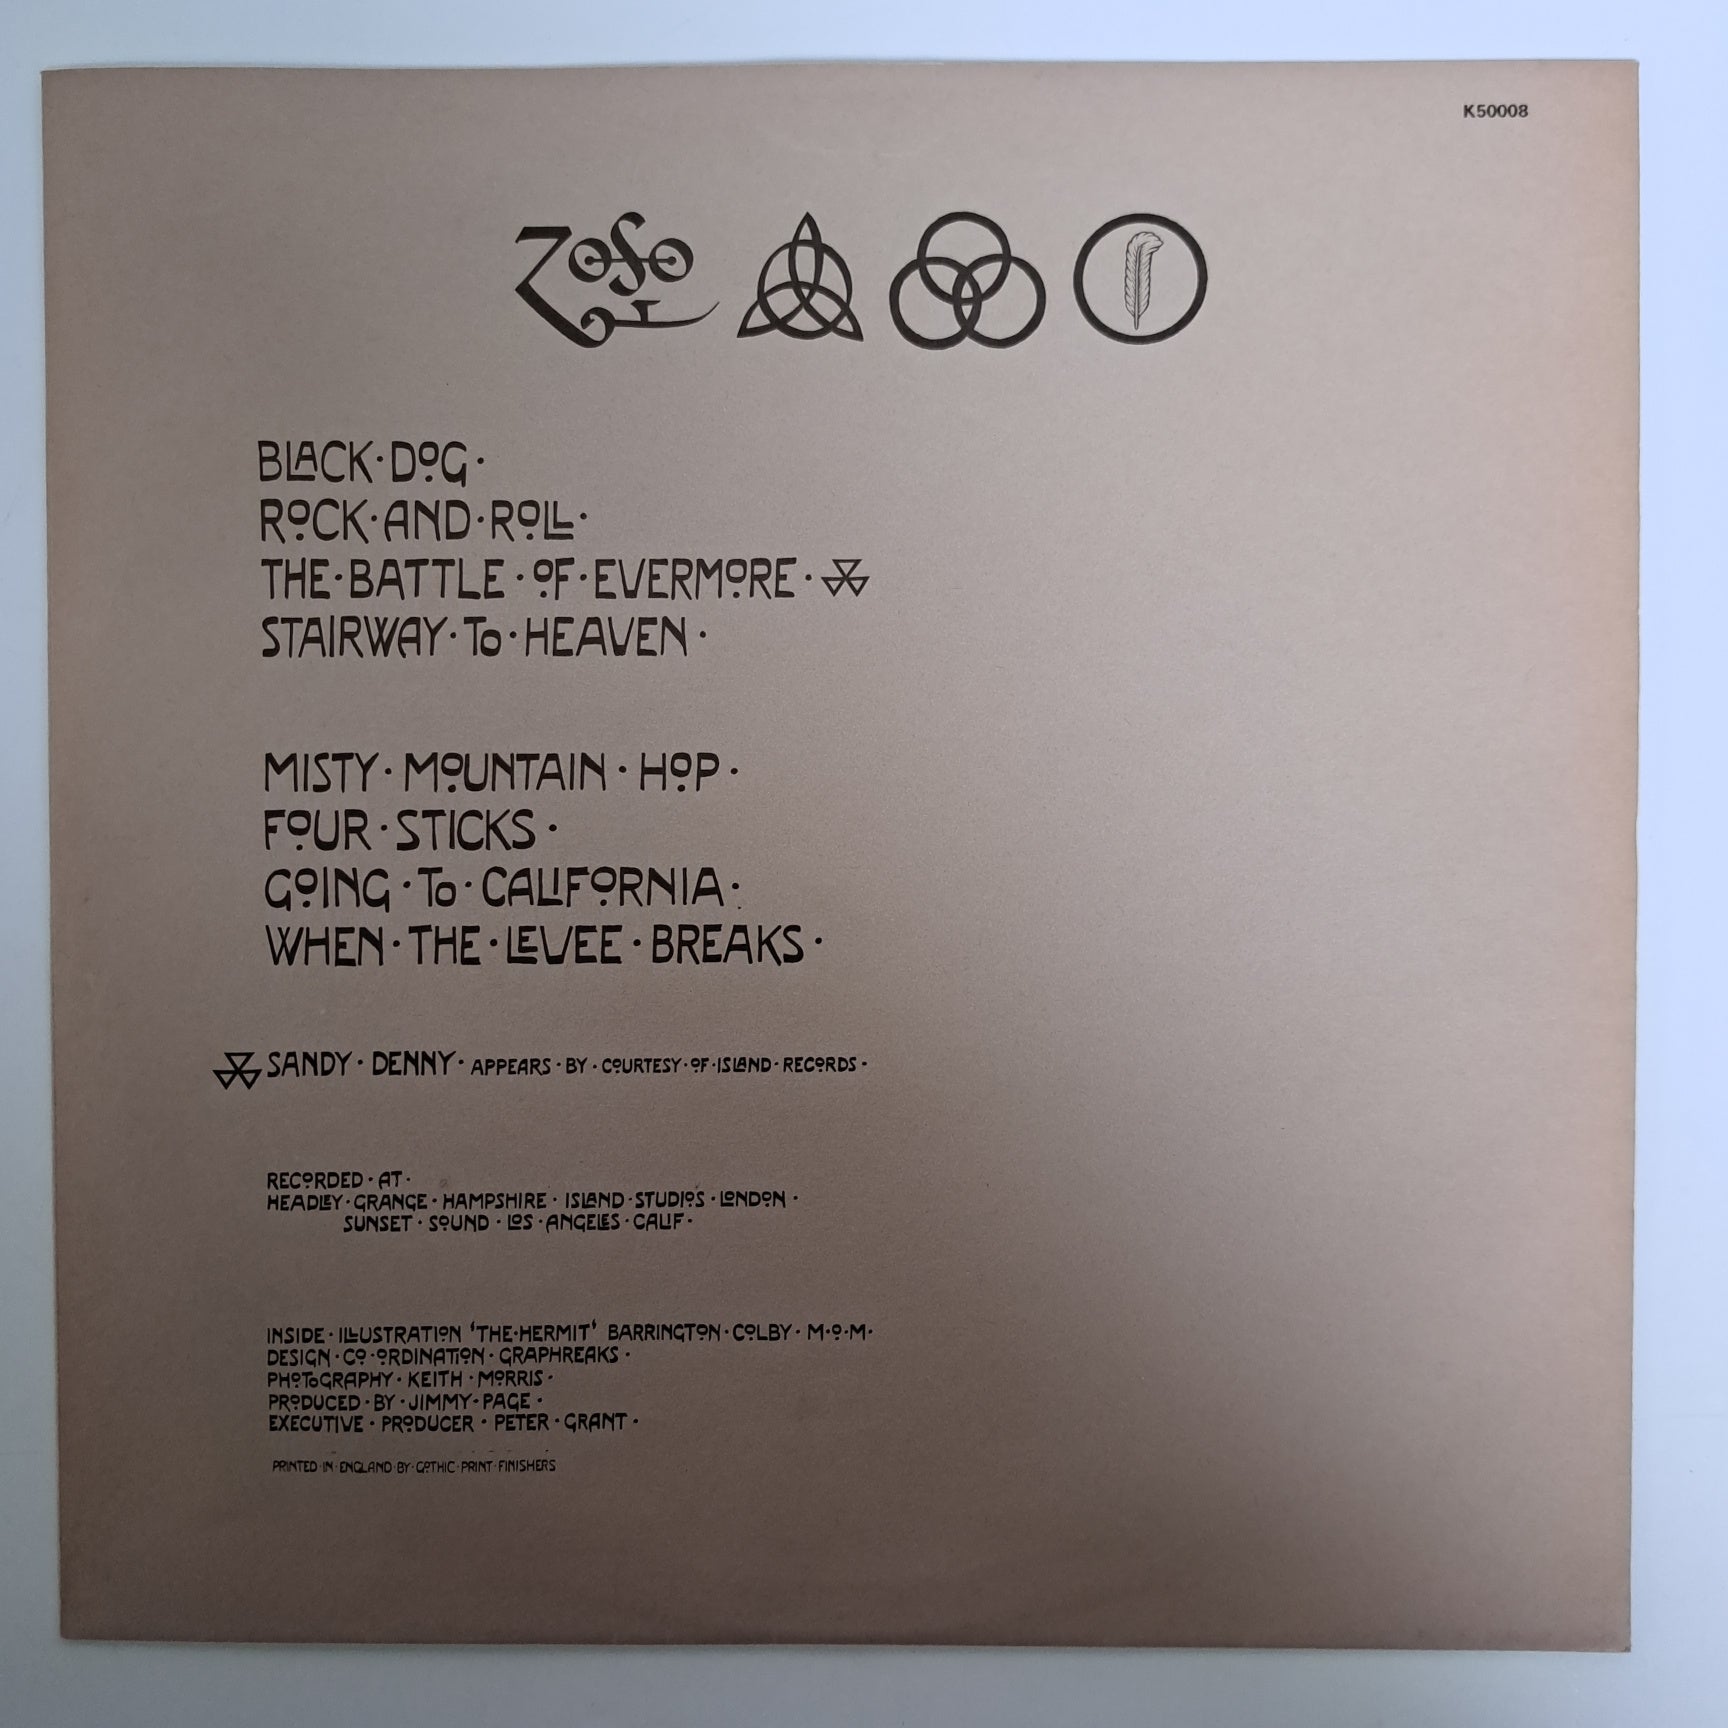 K50008
ZOSO
BLACK·DOG·
ROCK·AND·ROLL·
THE·BATTLE·OF·EVERMORE·
STAIRWAY·TO·HEAVEN·
MISTY·MOUNTAIN·HOP·
FOUR·STICKS·
GOING·TO·CALIFORNIA·
WHEN·THE·LEVEE·BREAKS·
SANDY·DENNY·APPEARS·BY·COURTESY·OF·ISLAND·RECORDS·
RECORDED·AT·
HEADLEY·GRANGE·HAMPSHIRE·ISLAND·STUDIOS·LONDON·
SUNSET·SOUND·LOS·ANGELES·CALIF·
INSIDE·ILLUSTRATION 'THE·HERMIT' BARRINGTON·COLBY·M·O·M·
DESIGN·CO·ORDINATION·GRAPHREAKS·
PHOTOGRAPHY·KEITH·MORRIS·
PRODUCED·BY·JIMMY·PAGE·
EXECUTIVE·PRODUCER·PETER·GRANT·
PRINTED·IN·ENGLAND·BY·GOTHIC·PRINT·FINISHERS